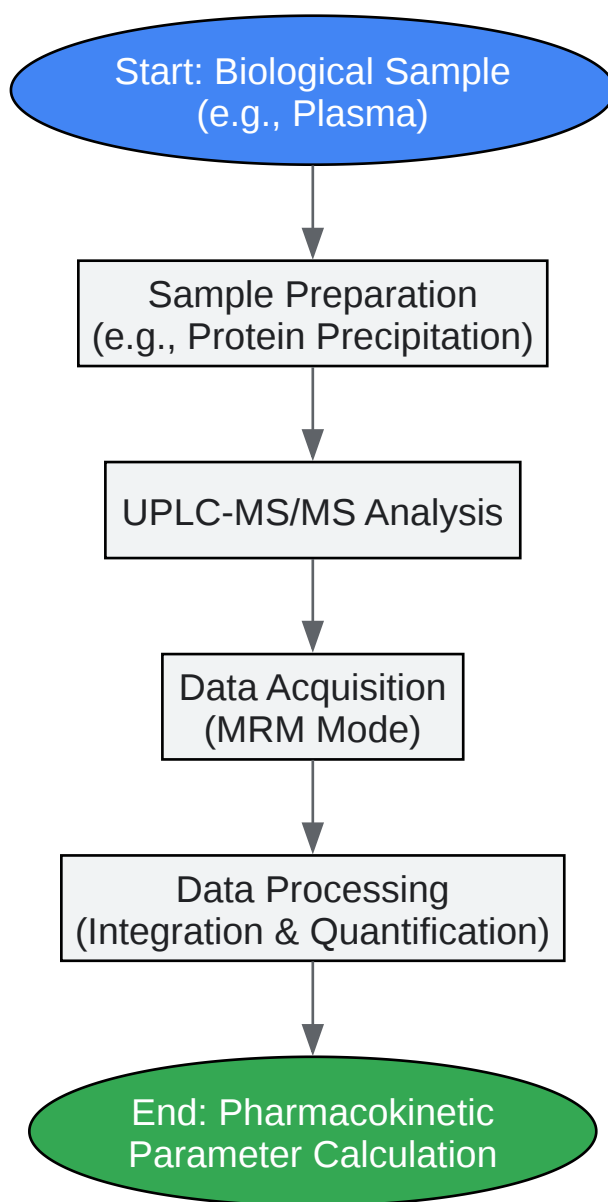 Start: Biological Sample
(e.g., Plasma)
Sample Preparation
(e.g., Protein Precipitation)
UPLC-MS/MS Analysis
Data Acquisition
(MRM Mode)
Data Processing
(Integration & Quantification)
End: Pharmacokinetic
Parameter Calculation